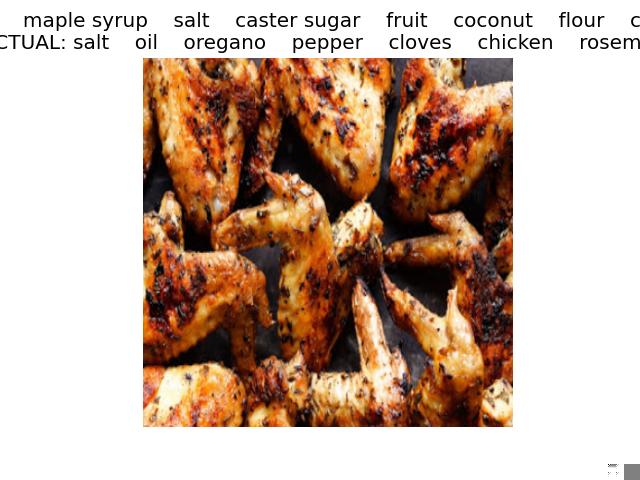 maple syrup salt caster sugar fruit coconut flour c
CTUAL: salt oil oregano pepper cloves chicken rosem